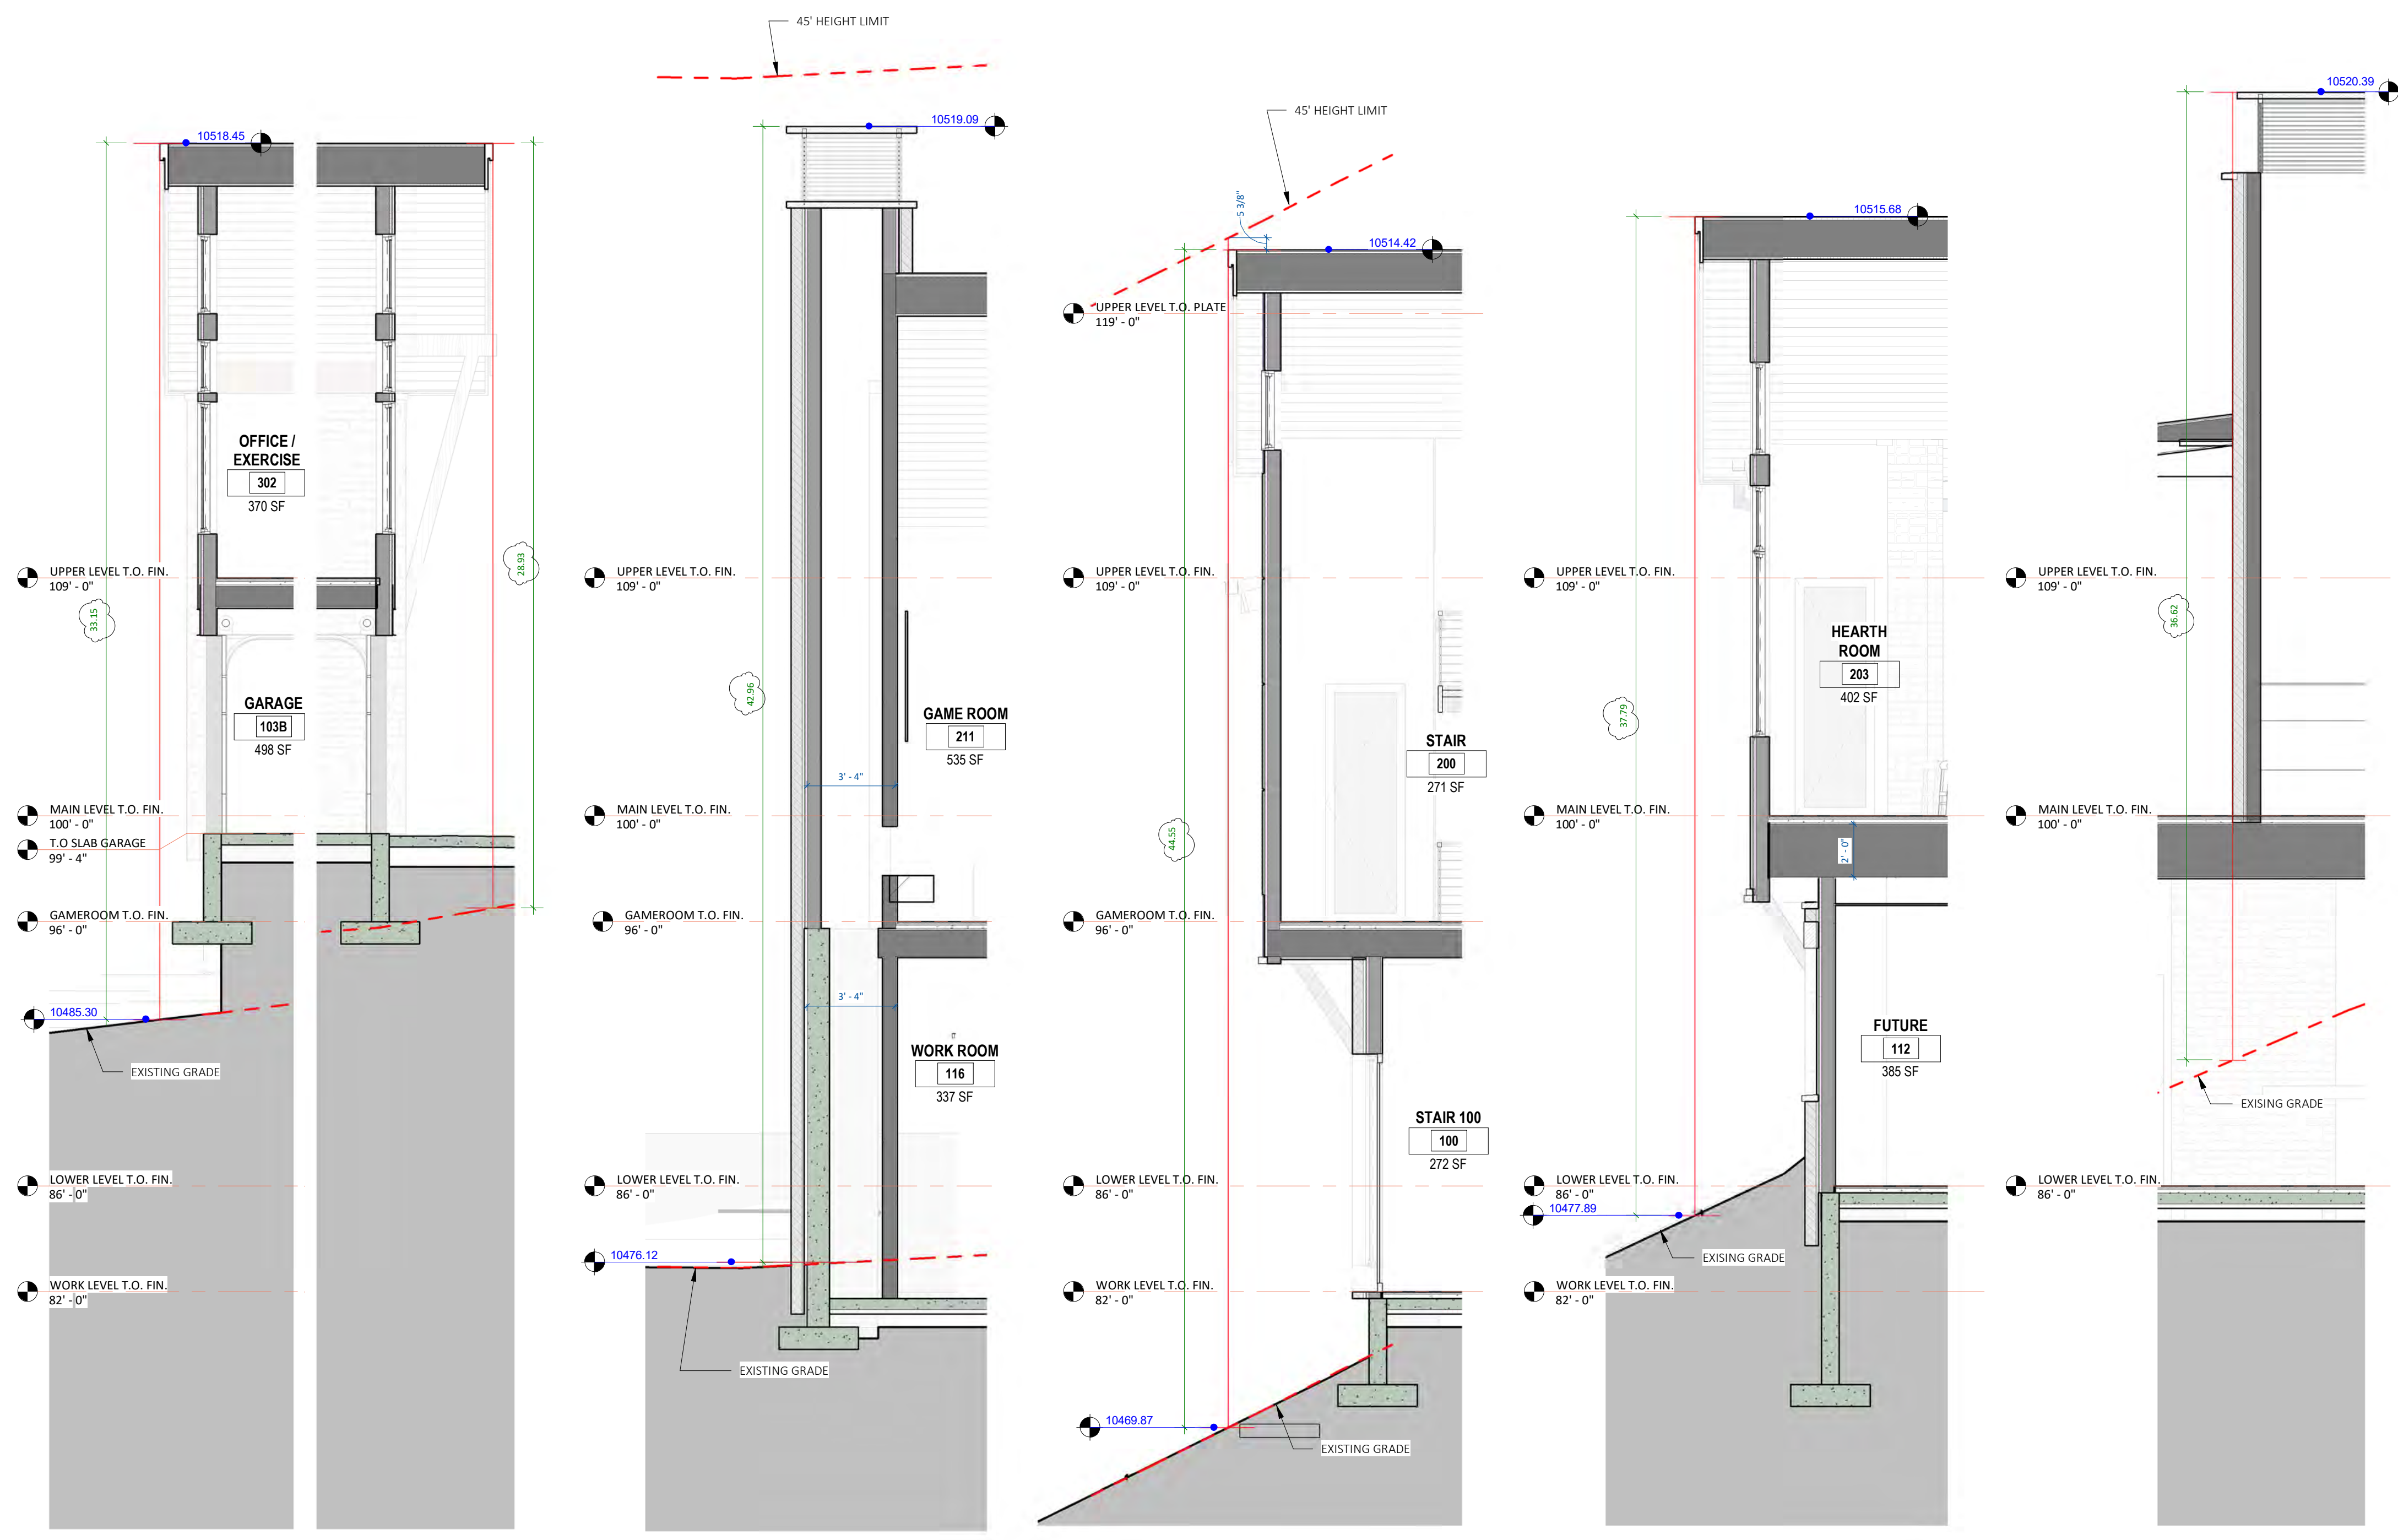 45' HEIGHT LIMIT
10518.45
OFFICE /
EXERCISE
302
370 SF
28.93
UPPER LEVEL T.O. FIN.
109' - 0"
33.15
GARAGE
103B
498 SF
MAIN LEVEL T.O. FIN.
100' - 0"
T.O SLAB GARAGE
99' - 4"
GAMEROOM T.O. FIN.
96' - 0"
10485.30
EXISTING GRADE
LOWER LEVEL T.O. FIN.
86' - 0"
WORK LEVEL T.O. FIN.
82' - 0"
10519.09
UPPER LEVEL T.O. FIN.
109' - 0"
42.96
GAME ROOM
211
535 SF
3' - 4"
MAIN LEVEL T.O. FIN.
100' - 0"
GAMEROOM T.O. FIN.
96' - 0"
3' - 4"
WORK ROOM
116
337 SF
LOWER LEVEL T.O. FIN.
86' - 0"
10476.12
EXISTING GRADE
45' HEIGHT LIMIT
5 3/8"
10514.42
UPPER LEVEL T.O. PLATE
119' - 0"
UPPER LEVEL T.O. FIN.
109' - 0"
STAIR
200
271 SF
MAIN LEVEL T.O. FIN.
100' - 0"
44.55
GAMEROOM T.O. FIN.
96' - 0"
STAIR 100
100
272 SF
LOWER LEVEL T.O. FIN.
86' - 0"
WORK LEVEL T.O. FIN.
82' - 0"
10469.87
EXISTING GRADE
10515.68
UPPER LEVEL T.O. FIN.
109' - 0"
HEARTH
ROOM
203
402 SF
37.79
MAIN LEVEL T.O. FIN.
100' - 0"
2' - 0"
FUTURE
112
385 SF
LOWER LEVEL T.O. FIN.
86' - 0"
10477.89
EXISING GRADE
WORK LEVEL T.O. FIN.
82' - 0"
10520.39
UPPER LEVEL T.O. FIN.
109' - 0"
36.62
MAIN LEVEL T.O. FIN.
100' - 0"
EXISING GRADE
LOWER LEVEL T.O. FIN.
86' - 0"